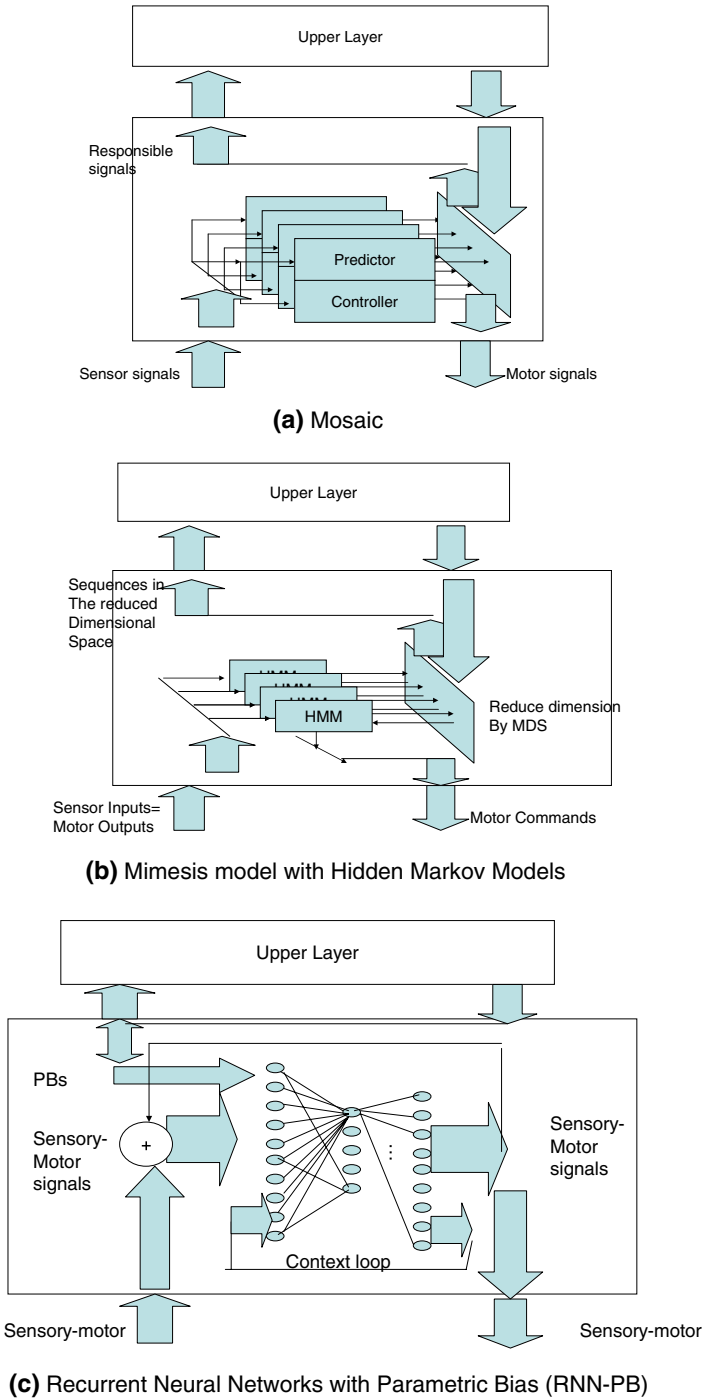 Upper Layer
Responsible
signals
Predictor
Controller
Sensor signals
Motor signals
(a) Mosaic
Upper Layer
Sequences in
The reduced
Dimensional
Space
HMM
HMM
HMM
HMM
Reduce dimension
By MDS
Sensor Inputs=
Motor Outputs
Motor Commands
(b) Mimesis model with Hidden Markov Models
Upper Layer
PBs
Sensory-
Motor
signals
+
...
Sensory-
Motor
signals
Context loop
Sensory-motor
Sensory-motor
(c) Recurrent Neural Networks with Parametric Bias (RNN-PB)